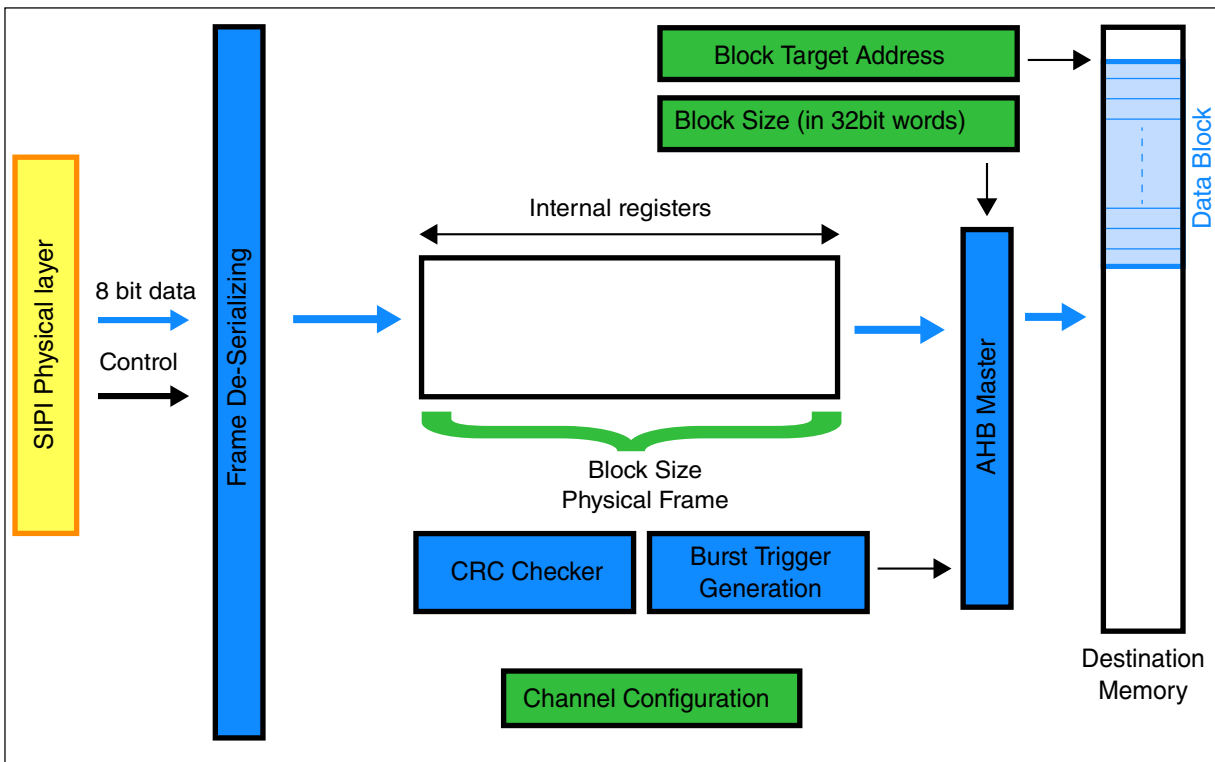 Block Target Address
Block Size (in 32bit words)
Data Block
Internal registers
SIPI Physical layer
8 bit data
Control
Frame De-Serializing
AHB Master
Block Size
Physical Frame
CRC Checker
Burst Trigger
Generation
Destination
Memory
Channel Configuration